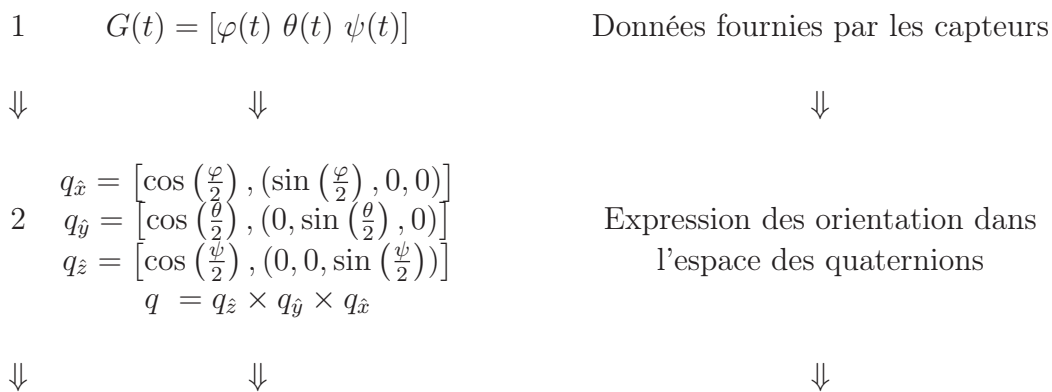 1 G(t) = [φ(t) θ(t) ψ(t)] Données fournies par les capteurs
⇓ ⇓ ⇓
q_x̂ = [cos (φ/2) , (sin (φ/2) , 0, 0)]
2 q_ŷ = [cos (θ/2) , (0, sin (θ/2) , 0)] Expression des orientation dans
q_ẑ = [cos (ψ/2) , (0, 0, sin (ψ/2))] l'espace des quaternions
q = q_ẑ × q_ŷ × q_x̂
⇓ ⇓ ⇓